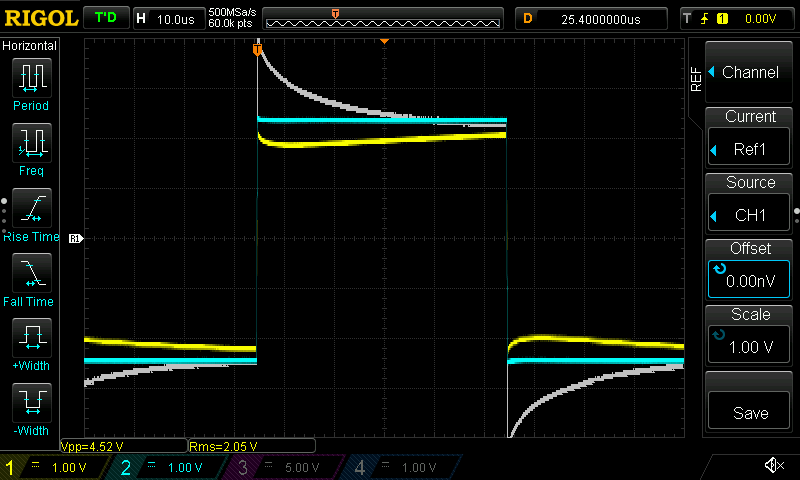 RIGOL T'D H 10.0us 500MSa/s 60.0k pts T D 25.4000000us T 1 0.00V
Horizontal
Period
Freq
Rise Time
Fall Time
+Width
-Width
T
R1
REF
Channel
Current
Ref1
Source
CH1
Offset
0.00nV
Scale
1.00 V
Save
Vpp=4.52 V Rms=2.05 V
1 = 1.00 V 2 = 1.00 V 3 = 5.00 V 4 = 1.00 V